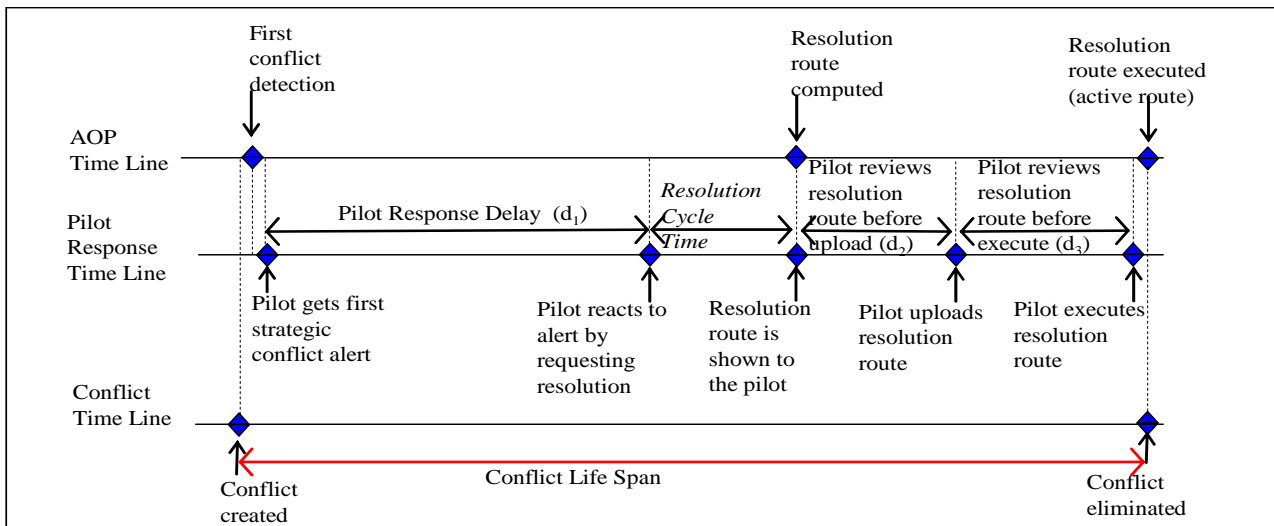 First
conflict
detection
Resolution
route
computed
Resolution
route executed
(active route)
AOP
Time Line
Pilot
Response
Time Line
Pilot Response Delay (d1)
Resolution
Cycle
Time
Pilot reviews
resolution
route before
upload (d2)
Pilot reviews
resolution
route before
execute (d3)
Pilot gets first
strategic
conflict alert
Pilot reacts to
alert by
requesting
resolution
Resolution
route is
shown to
the pilot
Pilot uploads
resolution
route
Pilot executes
resolution
route
Conflict
Time Line
Conflict Life Span
Conflict
created
Conflict
eliminated